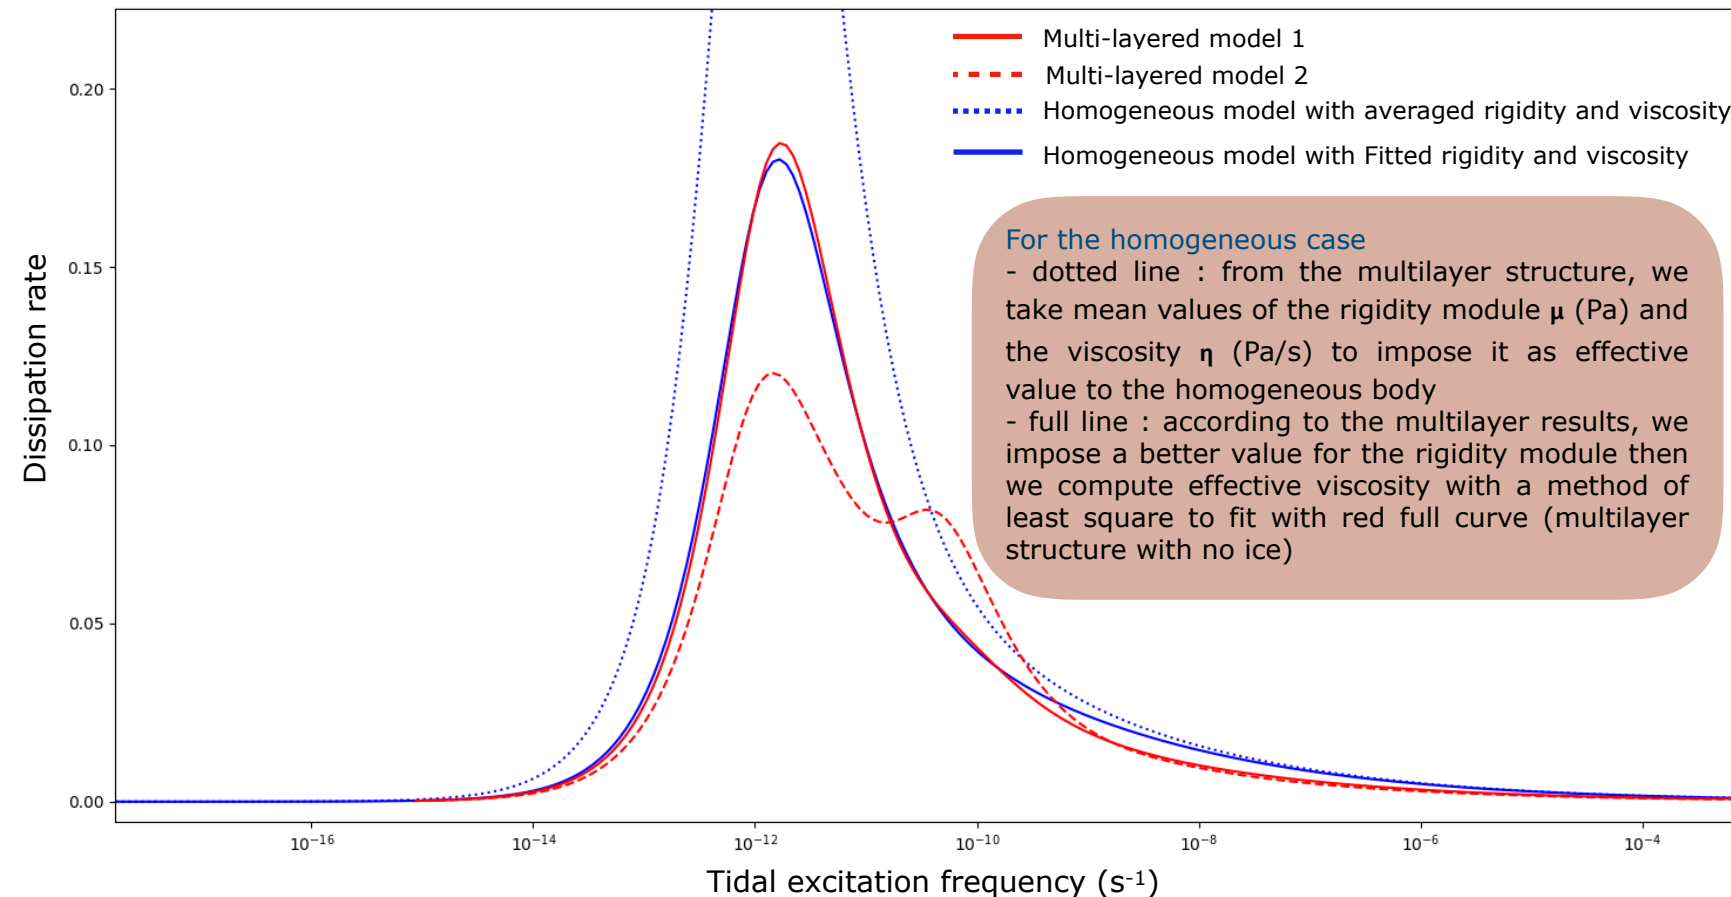 Multi-layered model 1
Multi-layered model 2
Homogeneous model with averaged rigidity and viscosity
Homogeneous model with Fitted rigidity and viscosity
For the homogeneous case
- dotted line : from the multilayer structure, we
take mean values of the rigidity module μ (Pa) and
the viscosity η (Pa/s) to impose it as effective
value to the homogeneous body
- full line : according to the multilayer results, we
impose a better value for the rigidity module then
we compute effective viscosity with a method of
least square to fit with red full curve (multilayer
structure with no ice)
Dissipation rate
0.20
0.15
0.10
0.05
0.00
10⁻¹⁶ 10⁻¹⁴ 10⁻¹² 10⁻¹⁰ 10⁻⁸ 10⁻⁶ 10⁻⁴
Tidal excitation frequency (s⁻¹)